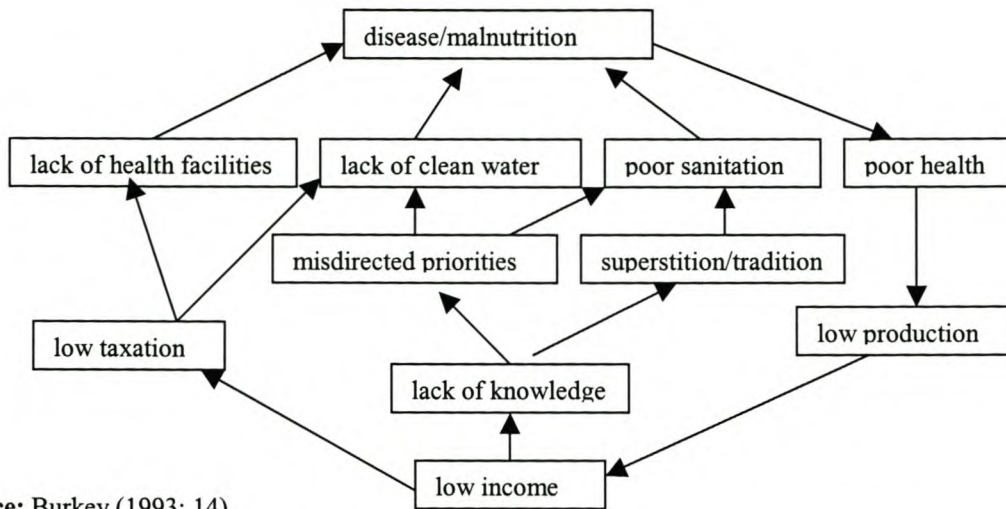 disease/malnutrition
lack of health facilities
lack of clean water
poor sanitation
poor health
misdirected priorities
superstition/tradition
low taxation
low production
lack of knowledge
low income
Burkey (1993: 14)